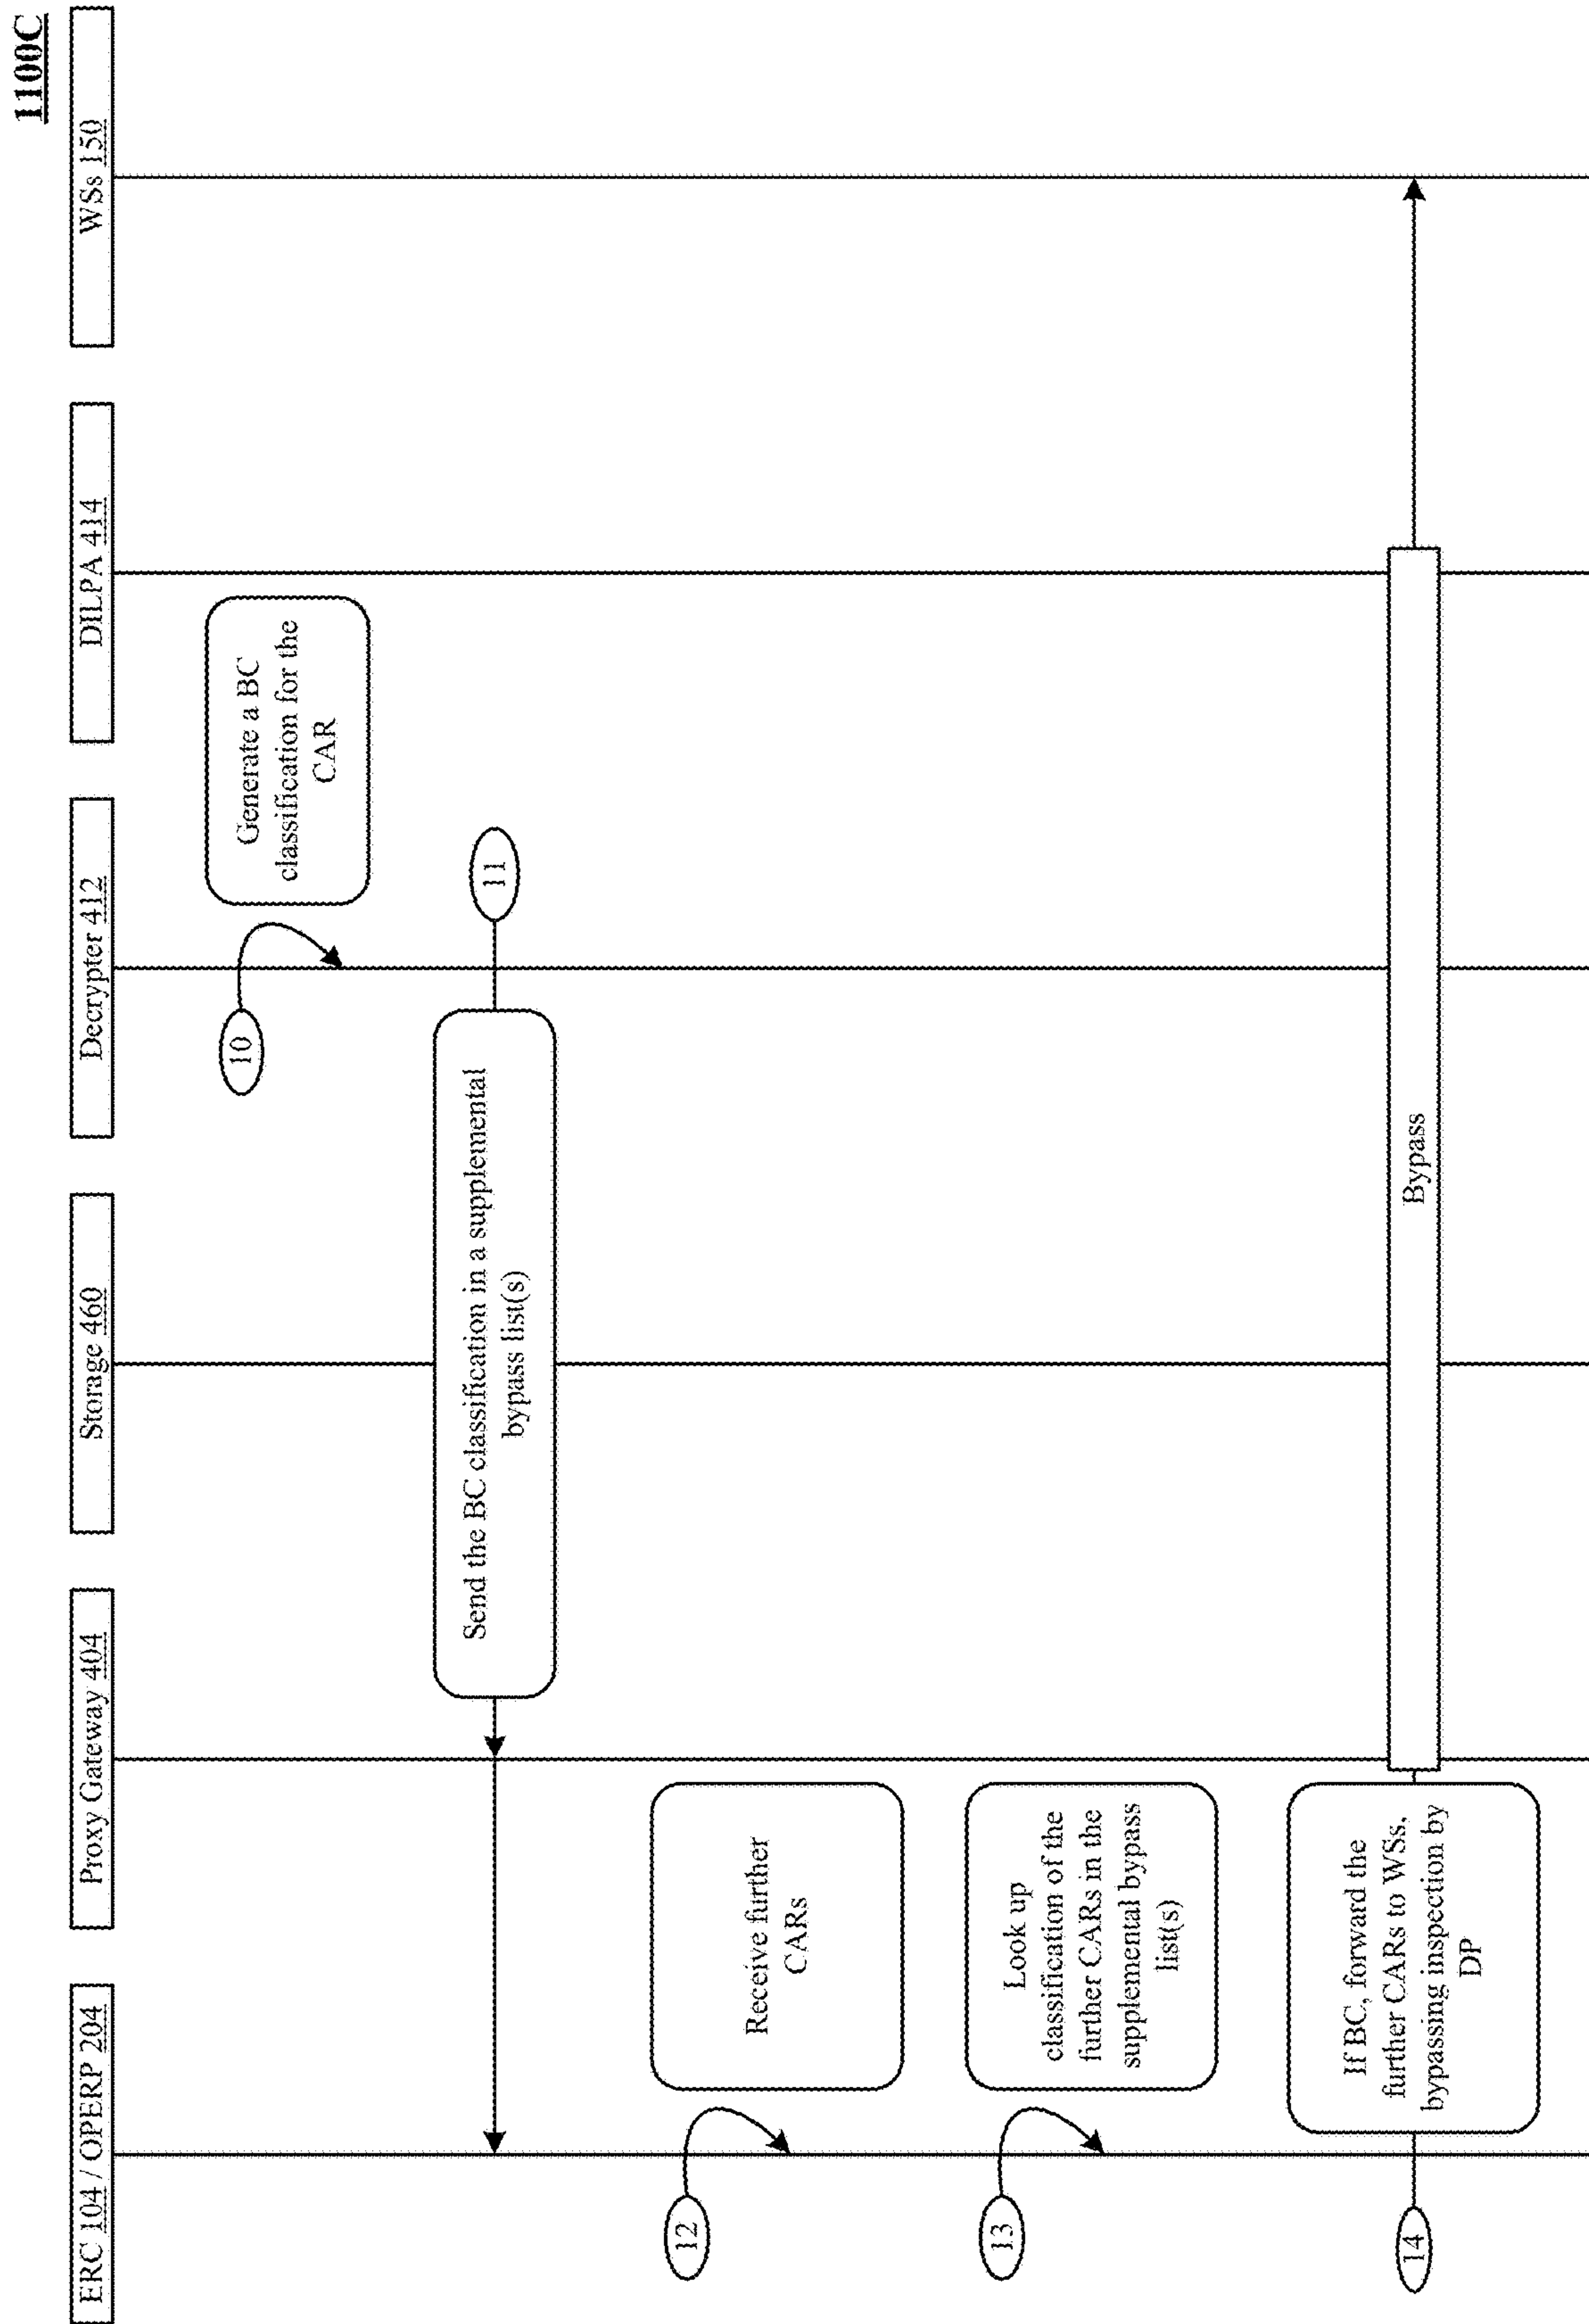 1100C
ERC 104 / OPERP 204
Proxy Gateway 404
Storage 460
Decrypter 412
DILPA 414
WSs 150
10
Generate a BC
classification for the
CAR
11
Send the BC classification in a supplemental
bypass list(s)
12
Receive further
CARs
13
Look up
classification of the
further CARs in the
supplemental bypass
list(s)
14
If BC, forward the
further CARs to WSs,
bypassing inspection by
DP
Bypass